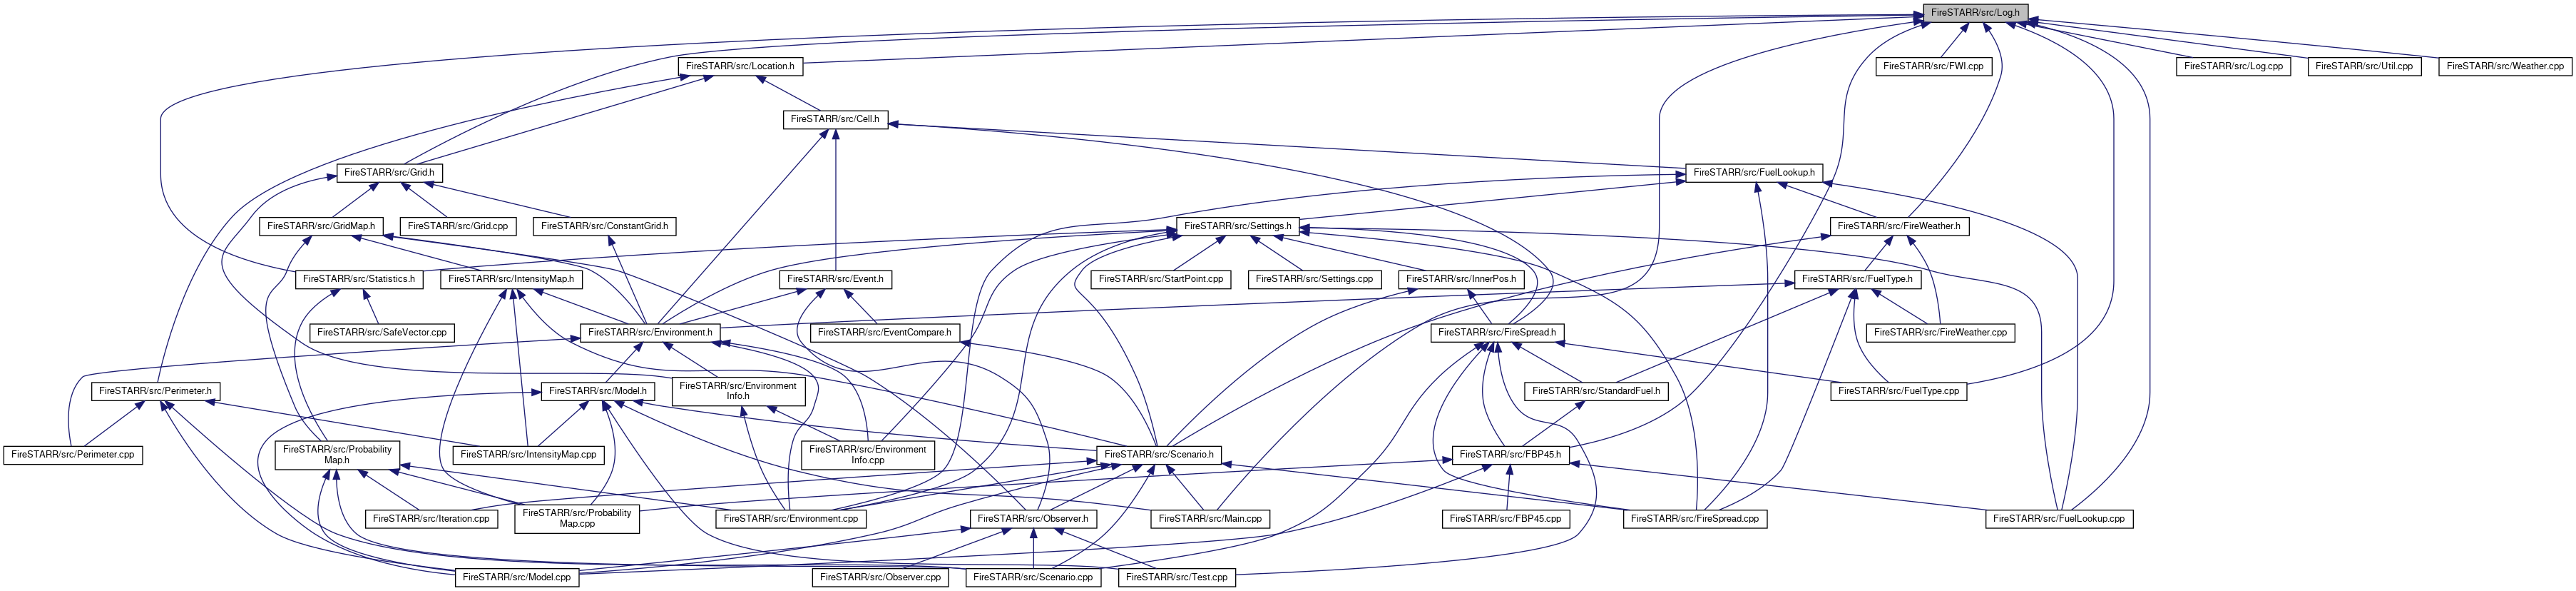 FireSTARR/src/Log.h
FireSTARR/src/Location.h
FireSTARR/src/FWI.cpp
FireSTARR/src/Log.cpp
FireSTARR/src/Util.cpp
FireSTARR/src/Weather.cpp
FireSTARR/src/Cell.h
FireSTARR/src/Grid.h
FireSTARR/src/FuelLookup.h
FireSTARR/src/GridMap.h
FireSTARR/src/Grid.cpp
FireSTARR/src/ConstantGrid.h
FireSTARR/src/Settings.h
FireSTARR/src/FireWeather.h
FireSTARR/src/Statistics.h
FireSTARR/src/IntensityMap.h
FireSTARR/src/Event.h
FireSTARR/src/StartPoint.cpp
FireSTARR/src/Settings.cpp
FireSTARR/src/InnerPos.h
FireSTARR/src/FuelType.h
FireSTARR/src/SafeVector.cpp
FireSTARR/src/Environment.h
FireSTARR/src/EventCompare.h
FireSTARR/src/FireSpread.h
FireSTARR/src/FireWeather.cpp
FireSTARR/src/Perimeter.h
FireSTARR/src/Model.h
FireSTARR/src/Environment
Info.h
FireSTARR/src/StandardFuel.h
FireSTARR/src/FuelType.cpp
FireSTARR/src/Perimeter.cpp
FireSTARR/src/Probability
Map.h
FireSTARR/src/IntensityMap.cpp
FireSTARR/src/Environment
Info.cpp
FireSTARR/src/Scenario.h
FireSTARR/src/FBP45.h
FireSTARR/src/Iteration.cpp
FireSTARR/src/Probability
Map.cpp
FireSTARR/src/Environment.cpp
FireSTARR/src/Observer.h
FireSTARR/src/Main.cpp
FireSTARR/src/FBP45.cpp
FireSTARR/src/FireSpread.cpp
FireSTARR/src/FuelLookup.cpp
FireSTARR/src/Model.cpp
FireSTARR/src/Observer.cpp
FireSTARR/src/Scenario.cpp
FireSTARR/src/Test.cpp